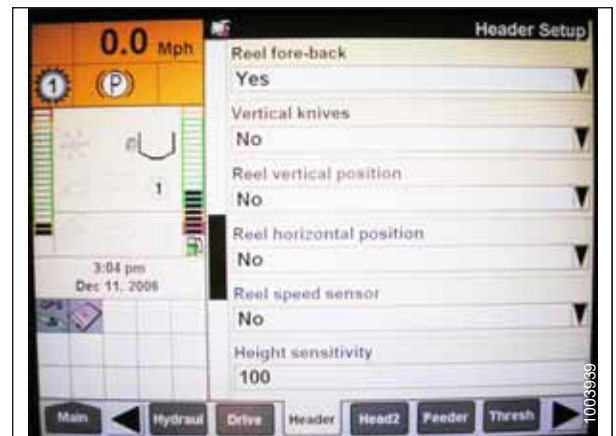 0.0 Mph
1
(P)
1
3:04 pm
Dec 11, 2006
GPS
Header Setup
Reel fore-back
Yes
Vertical knives
No
Reel vertical position
No
Reel horizontal position
No
Reel speed sensor
No
Height sensitivity
100
Main
Hydraul
Drive
Header
Head2
Feeder
Thresh
1003939